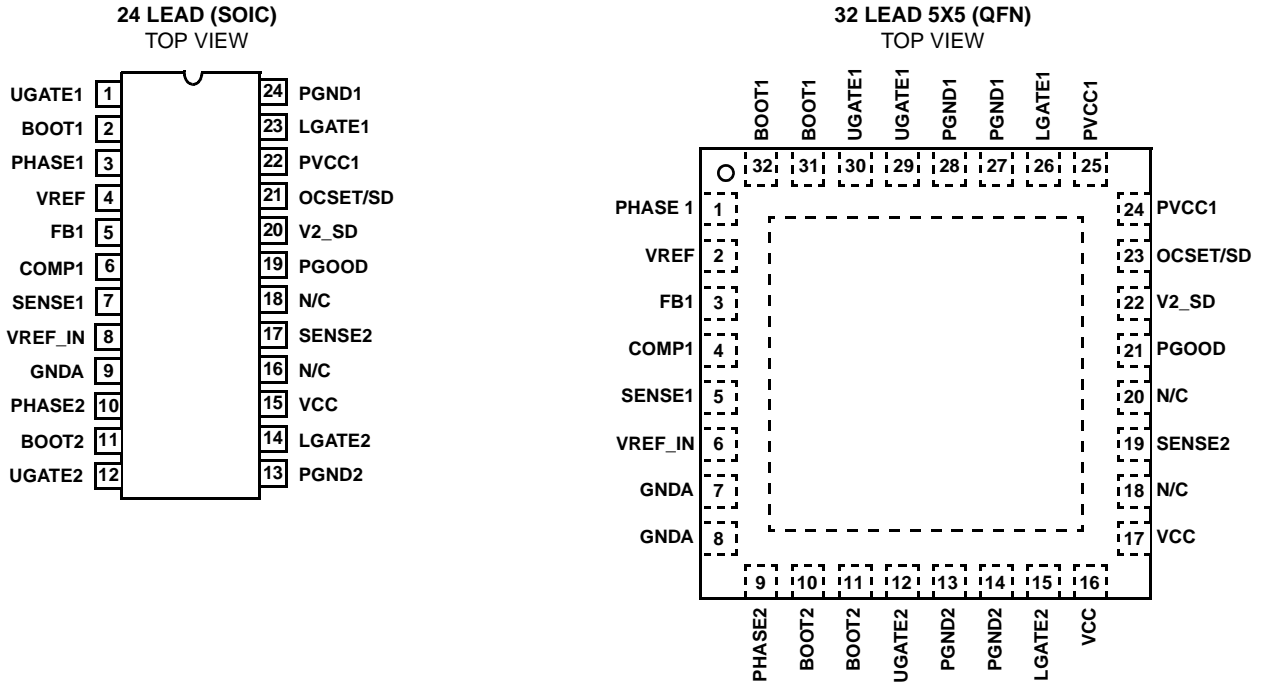 24 LEAD (SOIC)
TOP VIEW
UGATE1 1
BOOT1 2
PHASE1 3
VREF 4
FB1 5
COMP1 6
SENSE1 7
VREF_IN 8
GNDA 9
PHASE2 10
BOOT2 11
UGATE2 12
24 PGND1
23 LGATE1
22 PVCC1
21 OCSET/SD
20 V2_SD
19 PGOOD
18 N/C
17 SENSE2
16 N/C
15 VCC
14 LGATE2
13 PGND2
32 LEAD 5X5 (QFN)
TOP VIEW
BOOT1 BOOT1 UGATE1 UGATE1 PGND1 PGND1 LGATE1 PVCC1
32 31 30 29 28 27 26 25
PHASE 1 1
VREF 2
FB1 3
COMP1 4
SENSE1 5
VREF_IN 6
GNDA 7
GNDA 8
24 PVCC1
23 OCSET/SD
22 V2_SD
21 PGOOD
20 N/C
19 SENSE2
18 N/C
17 VCC
9 10 11 12 13 14 15 16
PHASE2 BOOT2 BOOT2 UGATE2 PGND2 PGND2 LGATE2 VCC